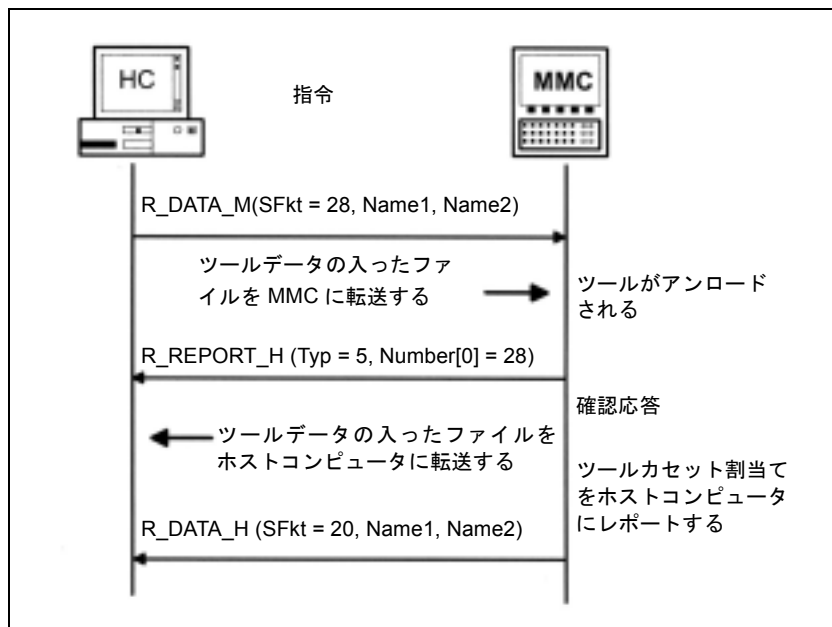 HC
MMC
指令
R_DATA_M(SFkt = 28, Name1, Name2)
ツールデータの入ったファ
イルを MMC に転送する
ツールがアンロード
される
R_REPORT_H (Typ = 5, Number[0] = 28)
確認応答
ツールデータの入ったファイルを
ホストコンピュータに転送する
ツールカセット割当て
をホストコンピュータ
にレポートする
R_DATA_H (SFkt = 20, Name1, Name2)